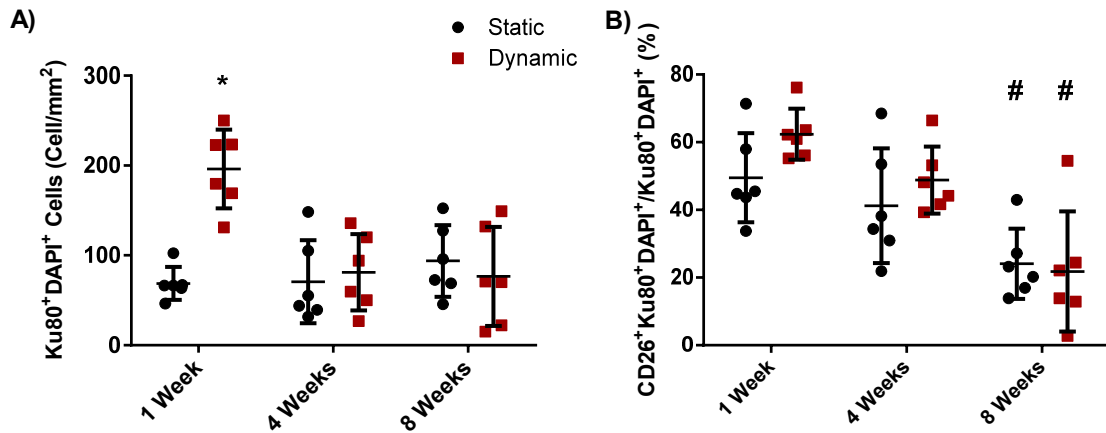 A)
Static
Dynamic
Ku80⁺DAPI⁺ Cells (Cell/mm²)
300
200
100
0
*
1 Week
4 Weeks
8 Weeks
B)
CD26⁺Ku80⁺DAPI⁺/Ku80⁺DAPI⁺ (%)
80
60
40
20
0
# #
1 Week
4 Weeks
8 Weeks